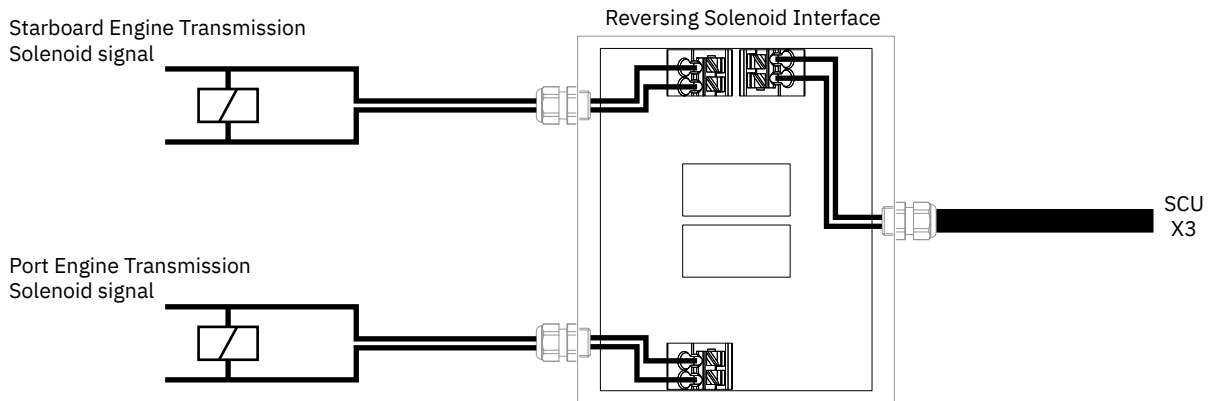 Reversing Solenoid Interface
Starboard Engine Transmission
Solenoid signal
SCU
X3
Port Engine Transmission
Solenoid signal